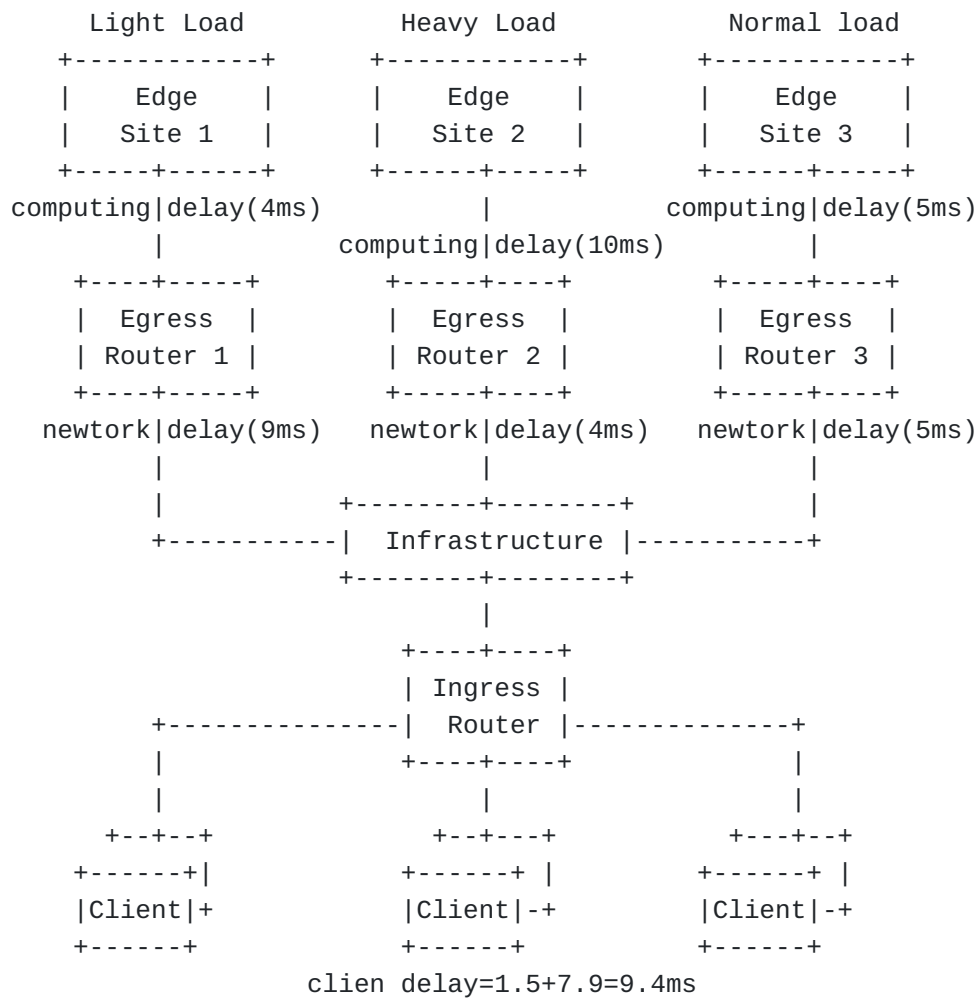 Light Load Heavy Load Normal load
Edge Edge Edge
Site 1 Site 2 Site 3
computing delay(4ms) computing delay(5ms)
computing delay(10ms)
Egress Egress Egress
Router 1 Router 2 Router 3
newtork delay(9ms) newtork delay(4ms) newtork delay(5ms)
Infrastructure
Ingress
Router
Client Client Client
clien delay=1.5+7.9=9.4ms